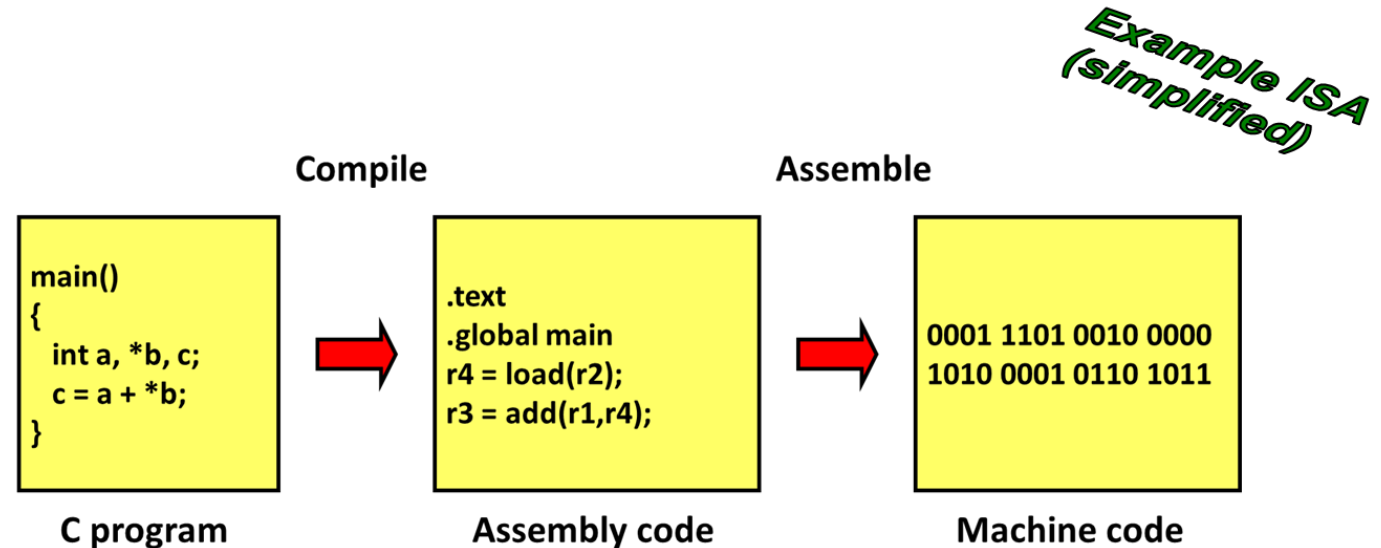 Example ISA
(simplified)
Compile
Assemble
main()
{
int a, *b, c;
c = a + *b;
}
.text
.global main
r4 = load(r2);
r3 = add(r1,r4);
0001 1101 0010 0000
1010 0001 0110 1011
C program
Assembly code
Machine code